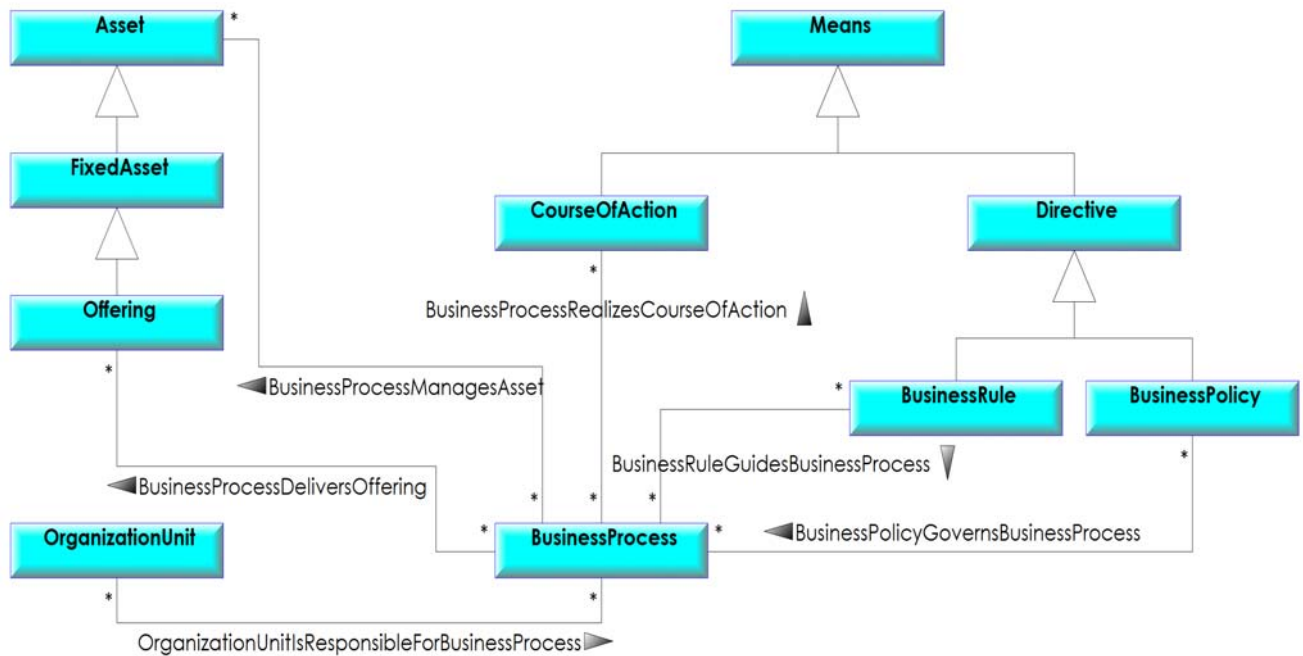 Asset
*
Means
FixedAsset
CourseOfAction
Directive
*
Offering
BusinessProcessRealizesCourseOfAction
*
BusinessProcessManagesAsset
*
BusinessRule
BusinessPolicy
BusinessRuleGuidesBusinessProcess
*
BusinessProcessDeliversOffering
*
*
*
OrganizationUnit
*
BusinessProcess
*
BusinessPolicyGovernsBusinessProcess
*
*
OrganizationUnitIsResponsibleForBusinessProcess